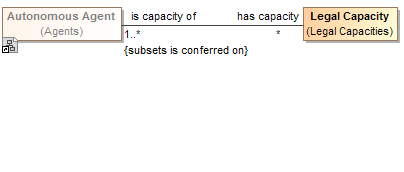 Autonomous Agent
(Agents)
is capacity of
has capacity
1..*
*
{subsets is conferred on}
Legal Capacity
(Legal Capacities)